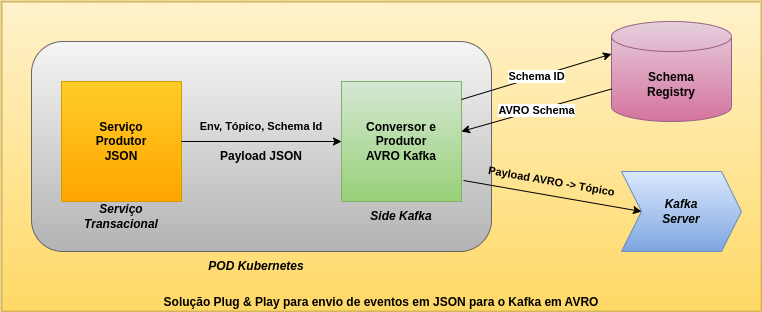 Serviço
Produtor
JSON
Serviço
Transacional
Env, Tópico, Schema Id
Payload JSON
Conversor e
Produtor
AVRO Kafka
Side Kafka
POD Kubernetes
Schema ID
AVRO Schema
Schema
Registry
Payload AVRO -> Tópico
Kafka
Server
Solução Plug & Play para envio de eventos em JSON para o Kafka em AVRO